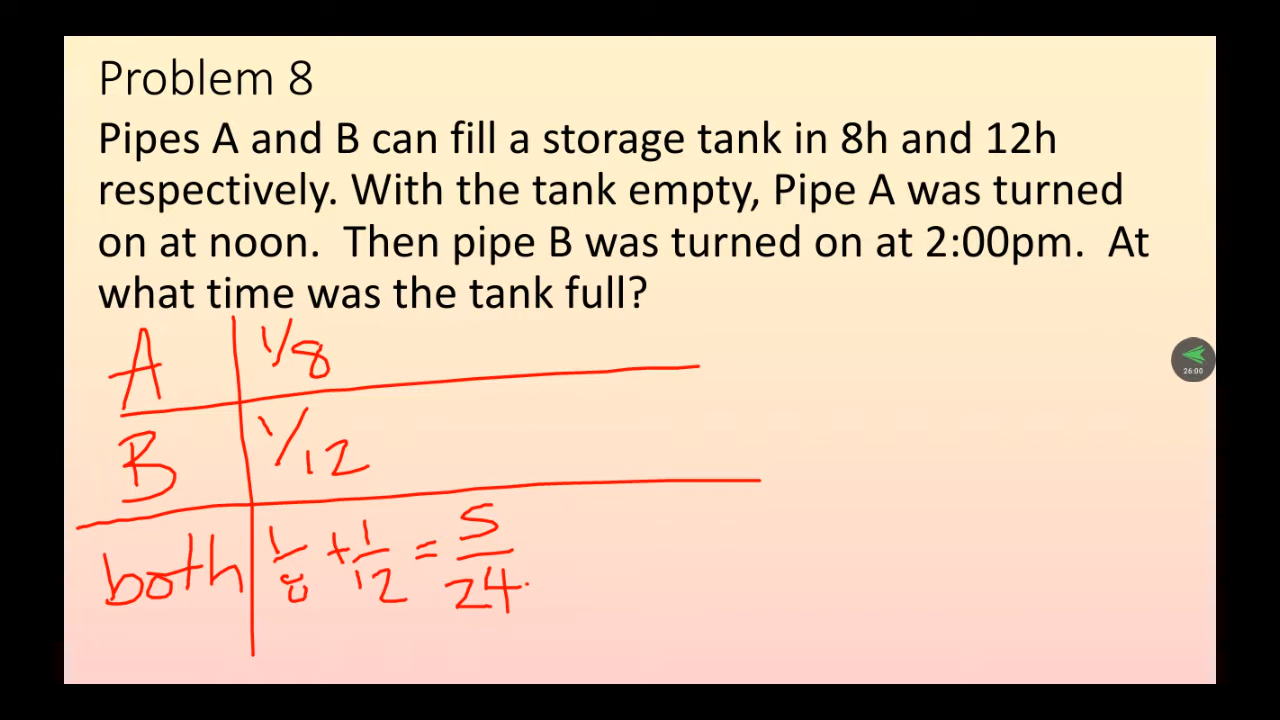 Problem 8
Pipes A and B can fill a storage tank in 8h and 12h
respectively. With the tank empty, Pipe A was turned
on at noon.  Then pipe B was turned on at 2:00pm.  At
what time was the tank full?
A 1/8
B 1/12
both 1/8 + 1/12 = 5/24
26:00